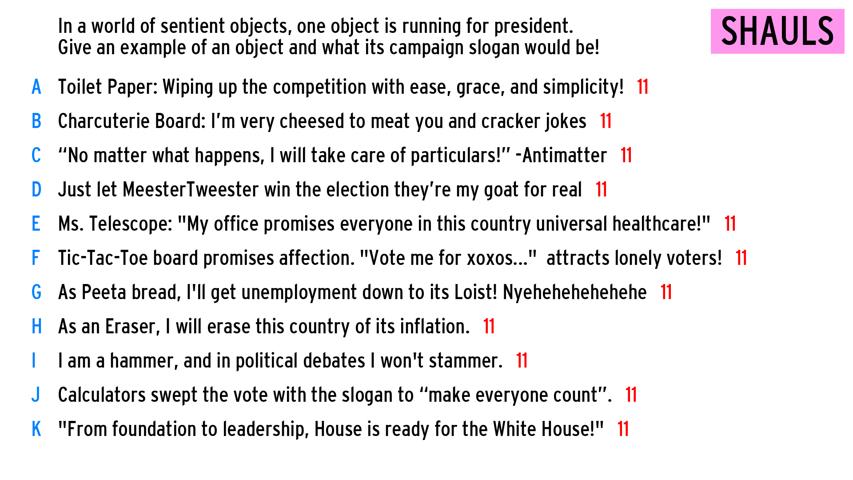 In a world of sentient objects, one object is running for president.
Give an example of an object and what its campaign slogan would be!
SHAULS
A Toilet Paper: Wiping up the competition with ease, grace, and simplicity! 11
B Charcuterie Board: I'm very cheesed to meat you and cracker jokes 11
C “No matter what happens, I will take care of particulars!” -Antimatter 11
D Just let MeesterTweester win the election they’re my goat for real 11
E Ms. Telescope: "My office promises everyone in this country universal healthcare!" 11
F Tic-Tac-Toe board promises affection. "Vote me for xoxos..." attracts lonely voters! 11
G As Peeta bread, I'll get unemployment down to its Loist! Nyehehehehehehe 11
H As an Eraser, I will erase this country of its inflation. 11
I I am a hammer, and in political debates I won't stammer. 11
J Calculators swept the vote with the slogan to “make everyone count”. 11
K "From foundation to leadership, House is ready for the White House!" 11